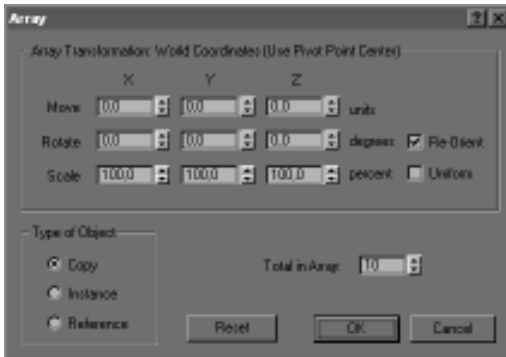 Array
Array Transformation: World Coordinates (Use Pivot Point Center)
X Y Z
Move 0,0 0,0 0,0 units
Rotate 0,0 0,0 0,0 degrees Re-Orient
Scale 100,0 100,0 100,0 percent Uniform
Type of Object
Copy
Total in Array: 10
Instance
Reference
Reset OK Cancel